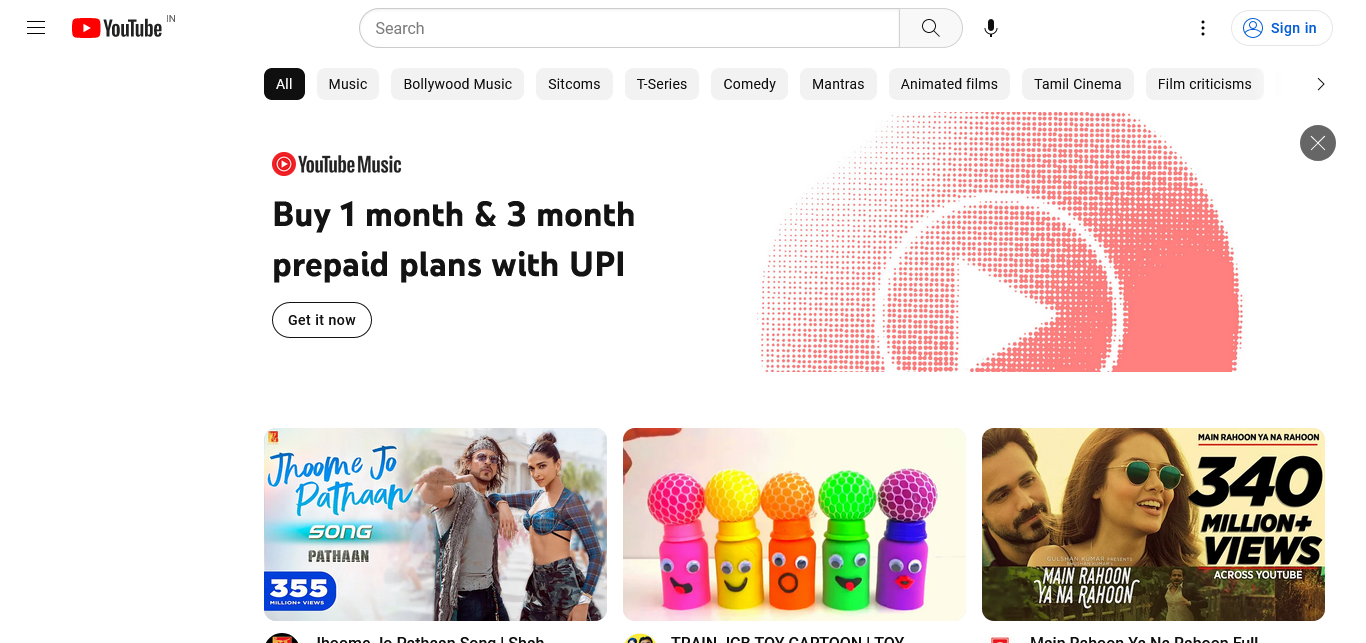 YouTube IN
Search
Sign in
All
Music
Bollywood Music
Sitcoms
T-Series
Comedy
Mantras
Animated films
Tamil Cinema
Film criticisms
YouTube Music
Buy 1 month & 3 month
prepaid plans with UPI
Get it now
Jhoome Jo
Pathaan
SONG
PATHAAN
355
MILLION+ VIEWS
MAIN RAHOON YA NA RAHOON
340
MILLION+
VIEWS
ACROSS YOUTUBE
GULSHAN KUMAR PRESENTS
MAIN RAHOON
YA NA RAHOON
Jhoome Jo Pathaan Song | Shah
TRAIN JCB TOY CARTOON | TOY
Main Rahoon Ya Na Rahoon Full